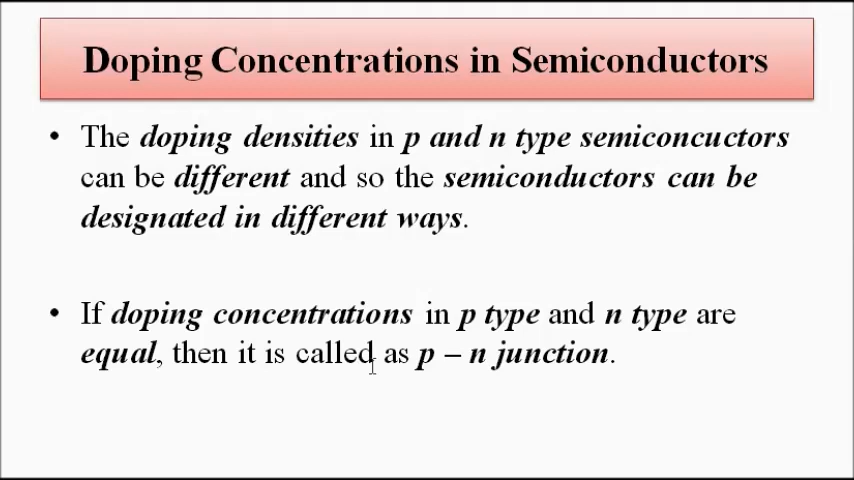 Doping Concentrations in Semiconductors
• The doping densities in p and n type semiconcuctors
can be different and so the semiconductors can be
designated in different ways.
• If doping concentrations in p type and n type are
equal, then it is called as p – n junction.